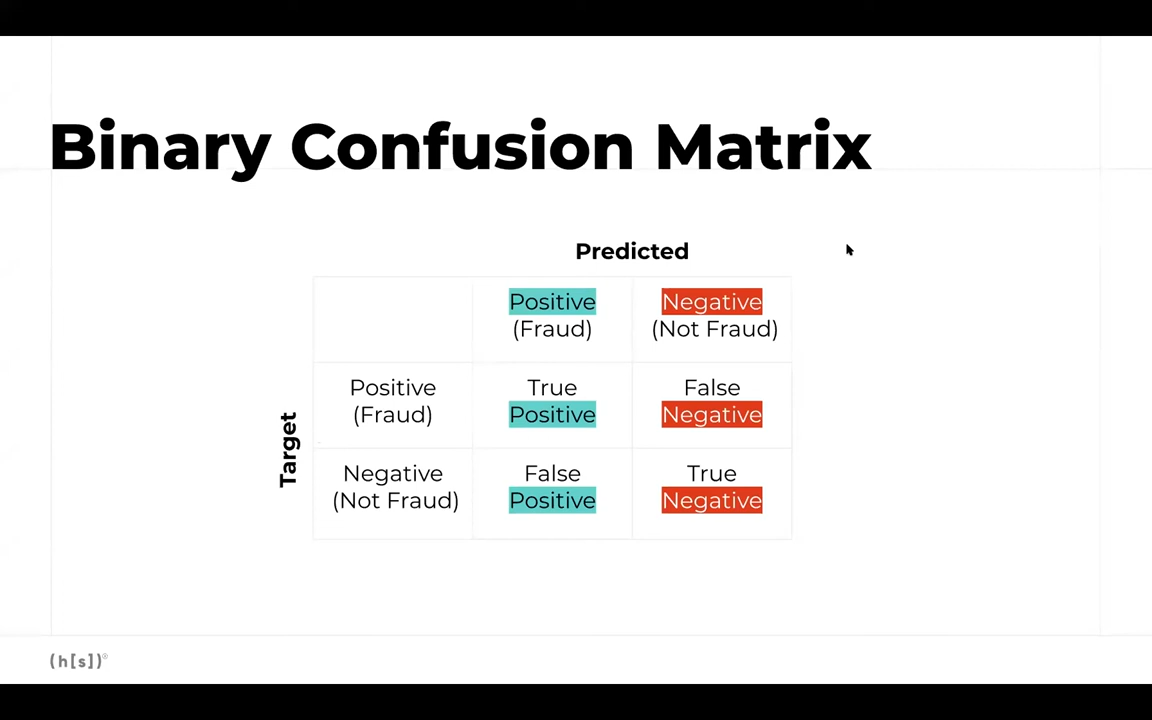 Binary Confusion Matrix
Predicted
Positive
(Fraud)
Negative
(Not Fraud)
Target
Positive
(Fraud)
True
Positive
False
Negative
Negative
(Not Fraud)
False
Positive
True
Negative
(h[s])®